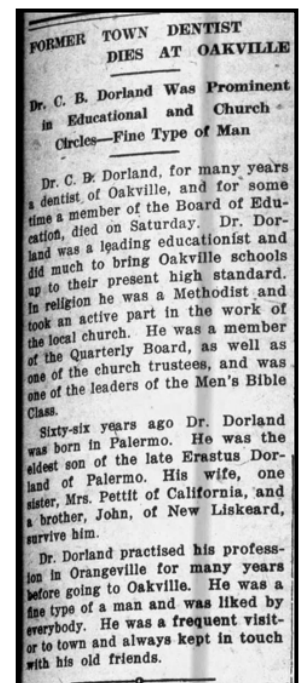 FORMER TOWN DENTIST
DIES AT OAKVILLE
Dr. C. B. Dorland Was Prominent
in Educational and Church
Circles—Fine Type of Man
Dr. C. B. Dorland, for many years
a dentist of Oakville, and for some
time a member of the Board of Edu-
cation, died on Saturday. Dr. Dor-
land was a leading educationist and
did much to bring Oakville schools
up to their present high standard.
In religion he was a Methodist and
took an active part in the work of
the local church. He was a member
of the Quarterly Board, as well as
one of the church trustees, and was
one of the leaders of the Men's Bible
Class.
Sixty-six years ago Dr. Dorland
was born in Palermo. He was the
eldest son of the late Erastus Dor-
land of Palermo. His wife, one
sister, Mrs. Pettit of California, and
a brother, John, of New Liskeard,
survive him.
Dr. Dorland practised his profess-
ion in Orangeville for many years
before going to Oakville. He was a
fine type of a man and was liked by
everybody. He was a frequent visit-
or to town and always kept in touch
with his old friends.